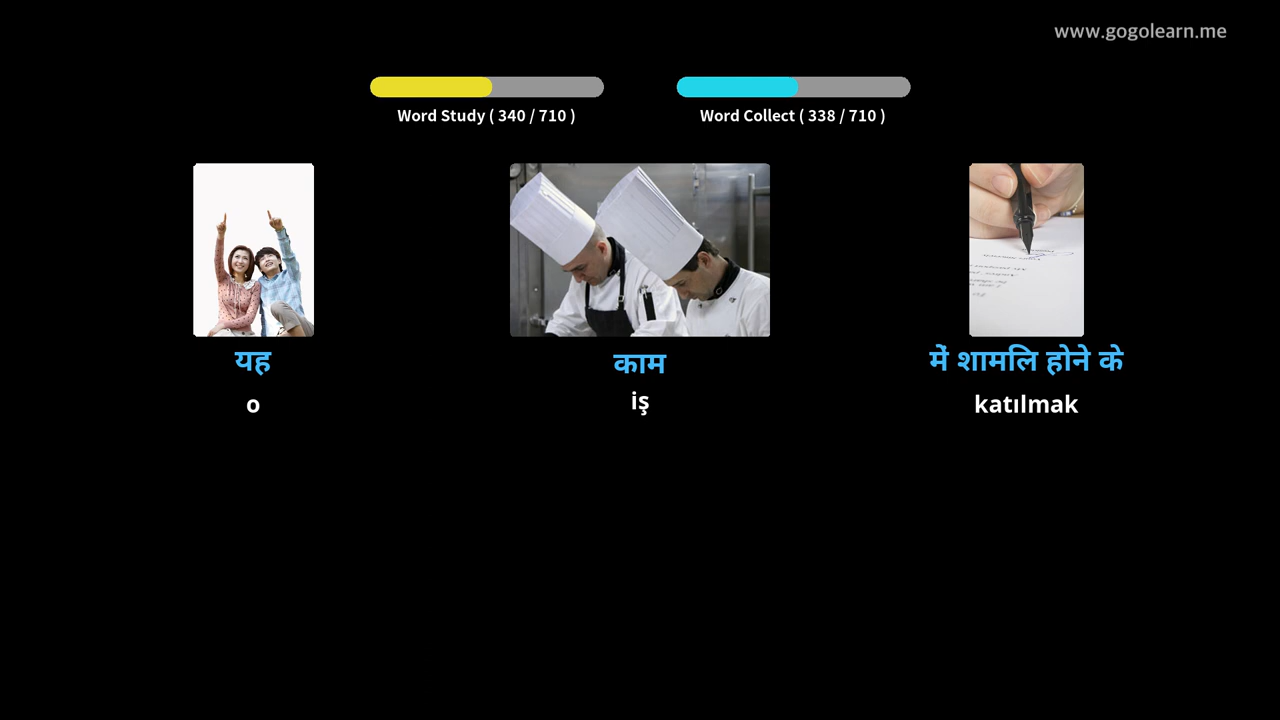 www.gogolearn.me
Word Study ( 340 / 710 )
Word Collect ( 338 / 710 )
यह
काम
में शामलि होने के
o
iş
katılmak